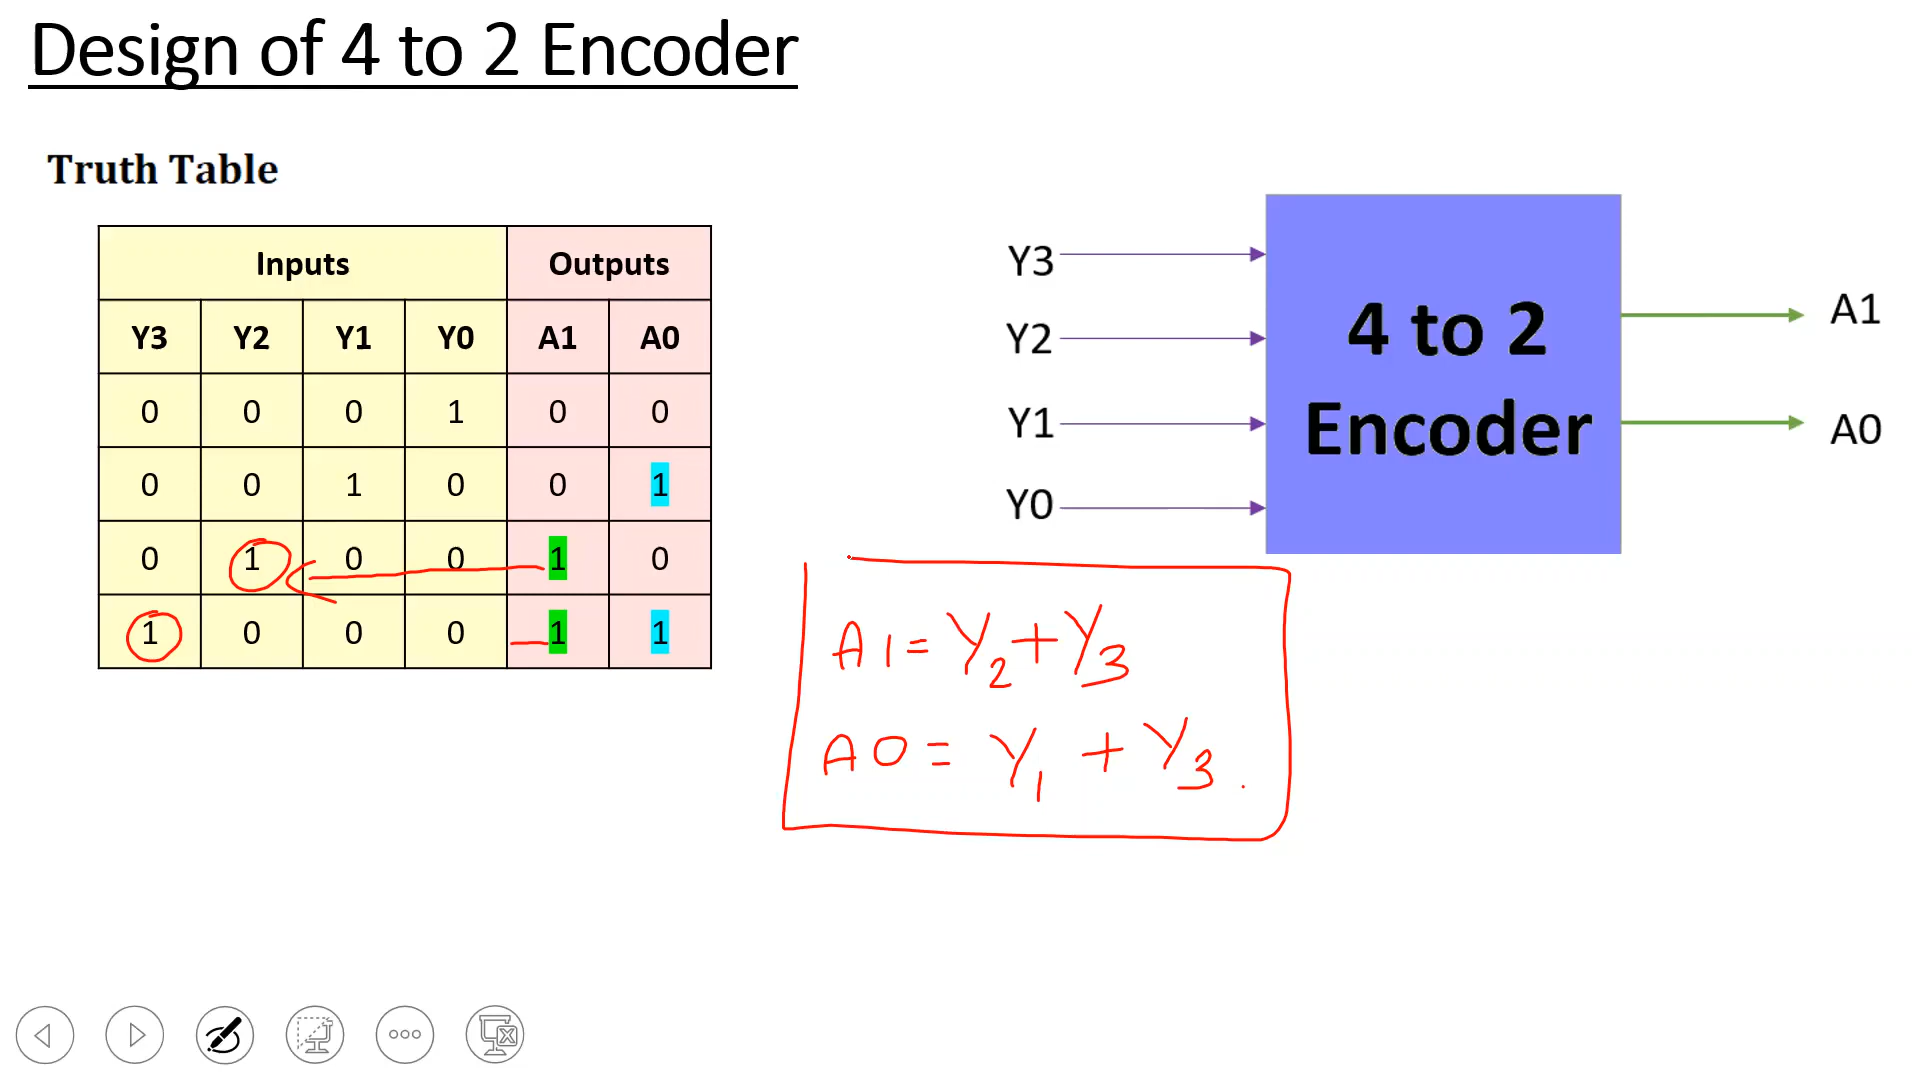 Design of 4 to 2 Encoder
Truth Table
Inputs Outputs
Y3 Y2 Y1 Y0 A1 A0
0 0 0 1 0 0
0 0 1 0 0 1
0 1 0 0 1 0
1 0 0 0 1 1
Y3
Y2
Y1
Y0
4 to 2
Encoder
A1
A0
A1 = Y2 + Y3
A0 = Y1 + Y3.